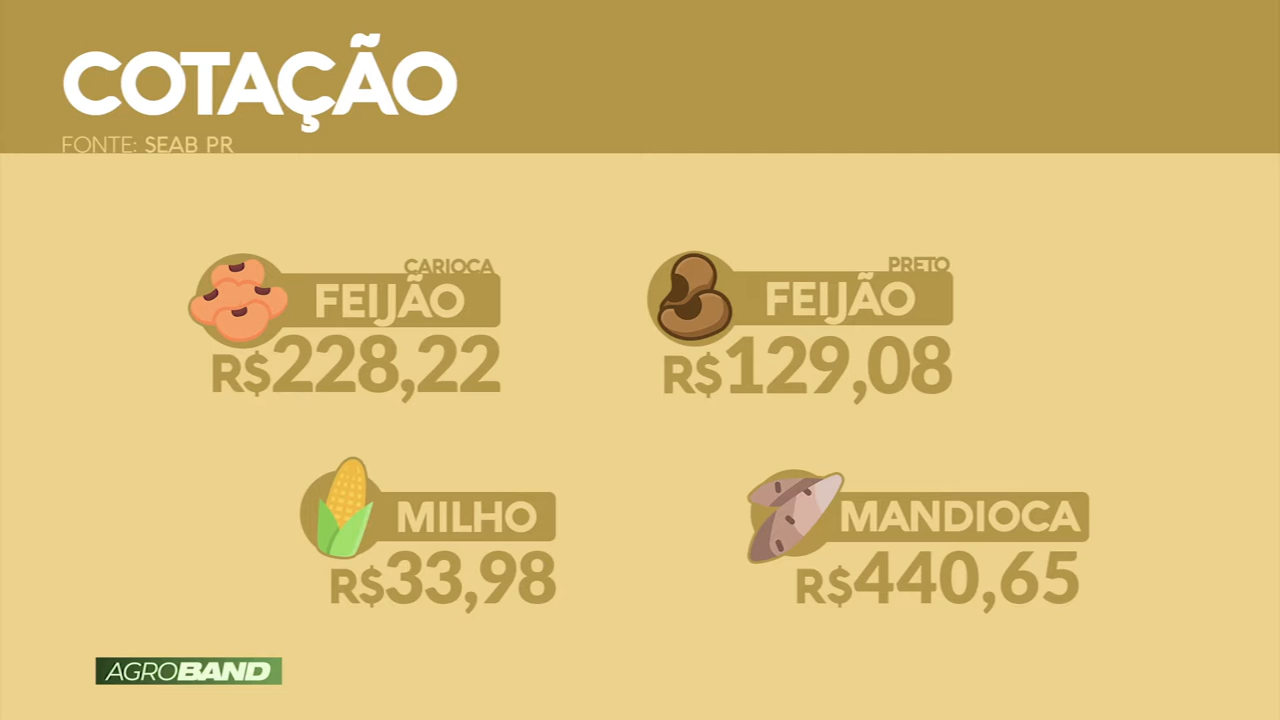 COTAÇÃO
FONTE: SEAB PR
CARIOCA
FEIJÃO
R$228,22
PRETO
FEIJÃO
R$129,08
MILHO
R$33,98
MANDIOCA
R$440,65
AGROBAND